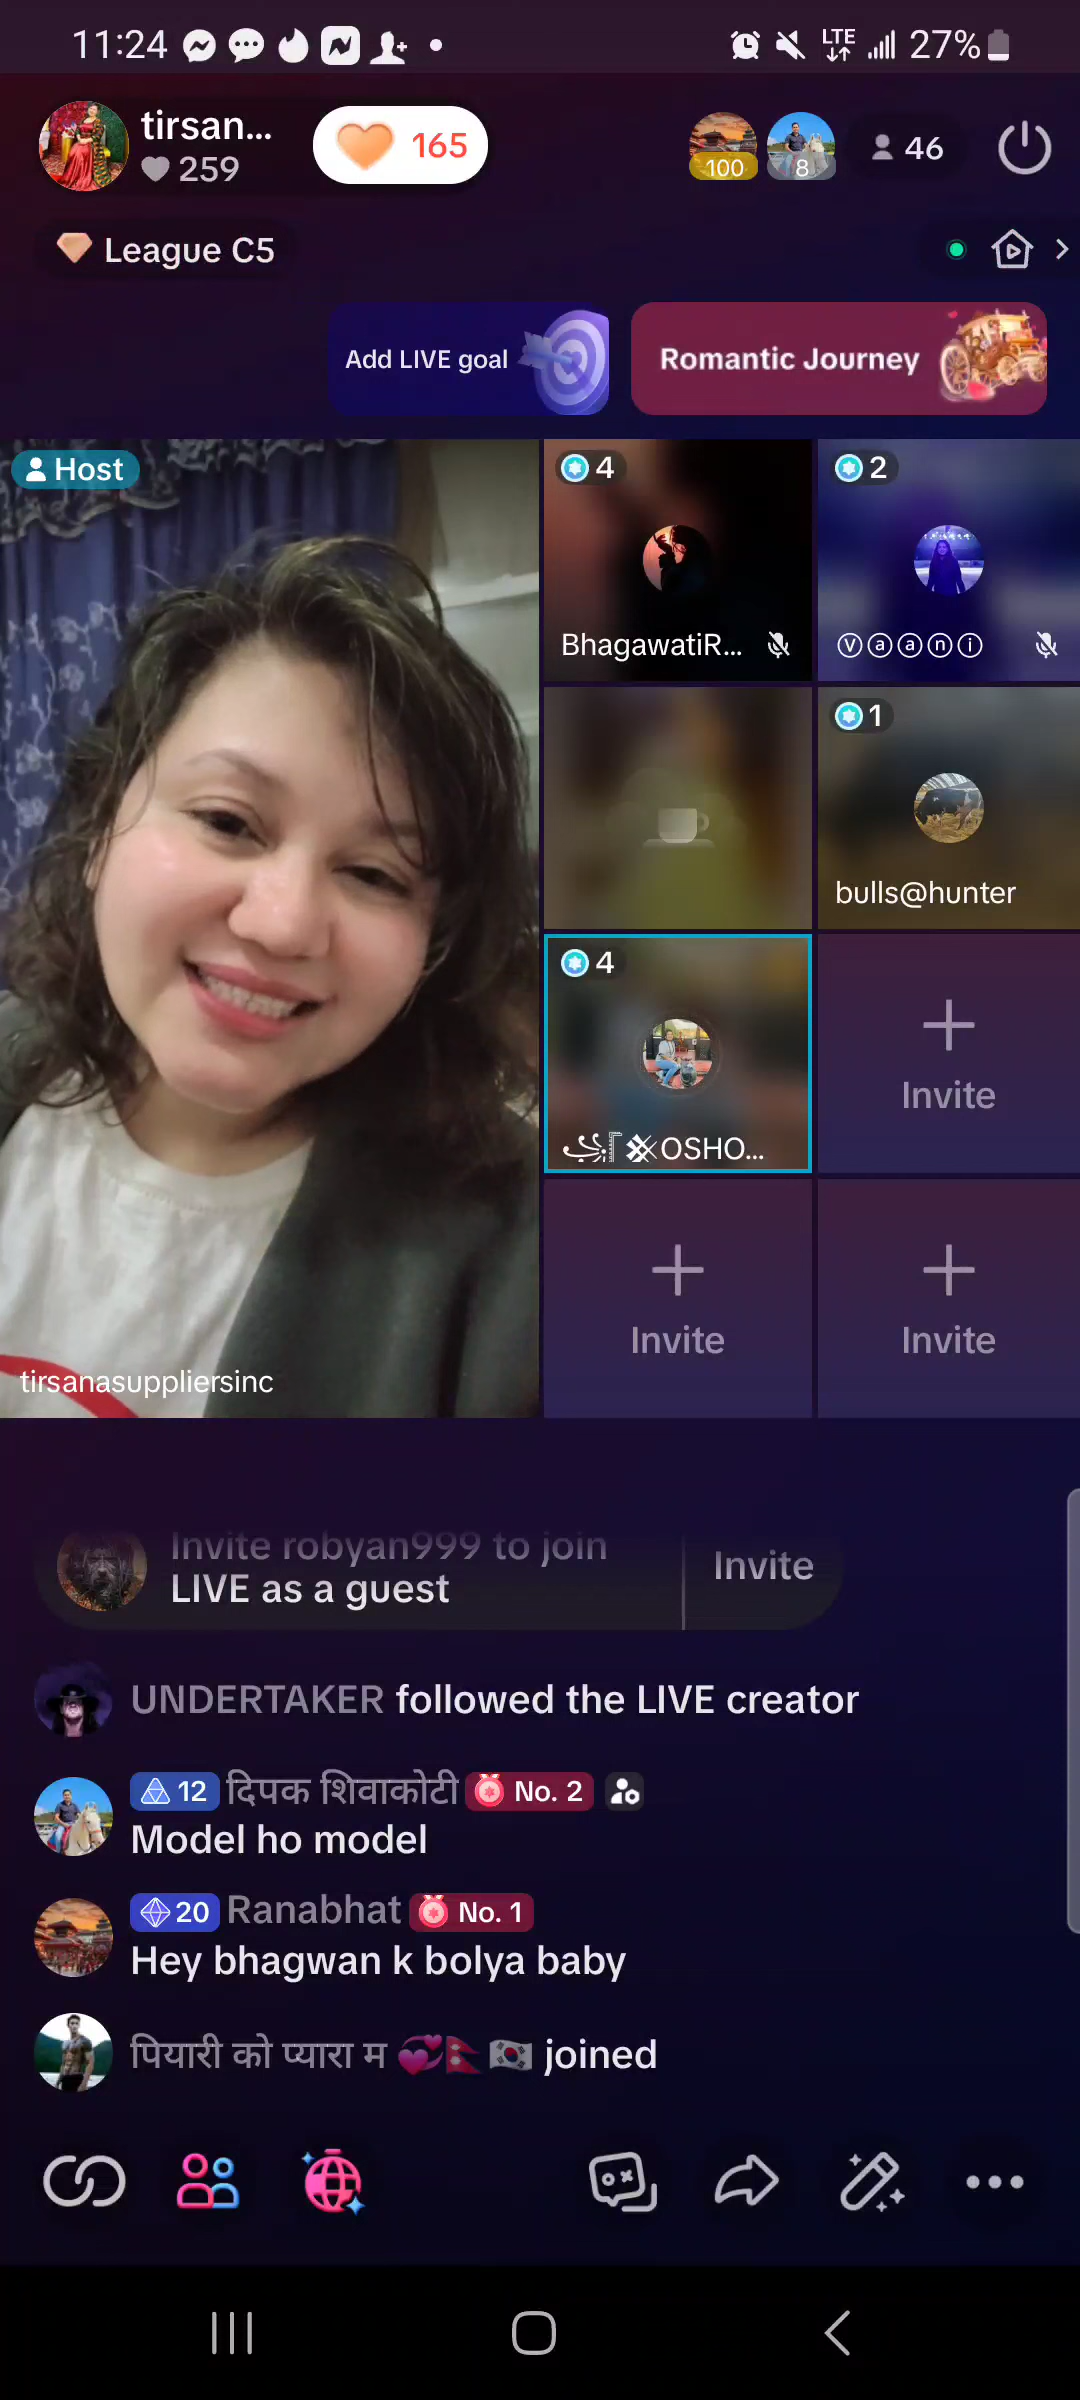 11:24
LTE 27%
tirsan...
259
165
100
8
46
League C5
Add LIVE goal
Romantic Journey
Host
4
2
BhagawatiR...
Ⓥⓐⓐⓝⓘ
1
bulls@hunter
4
OSHO...
Invite
Invite
Invite
tirsanasuppliersinc
Invite robyan999 to join
LIVE as a guest
Invite
UNDERTAKER followed the LIVE creator
12 दिपक शिवाकोटी No. 2
Model ho model
20 Ranabhat No. 1
Hey bhagwan k bolya baby
पियारी को प्यारा म 💞🇳🇵🇰🇷 joined